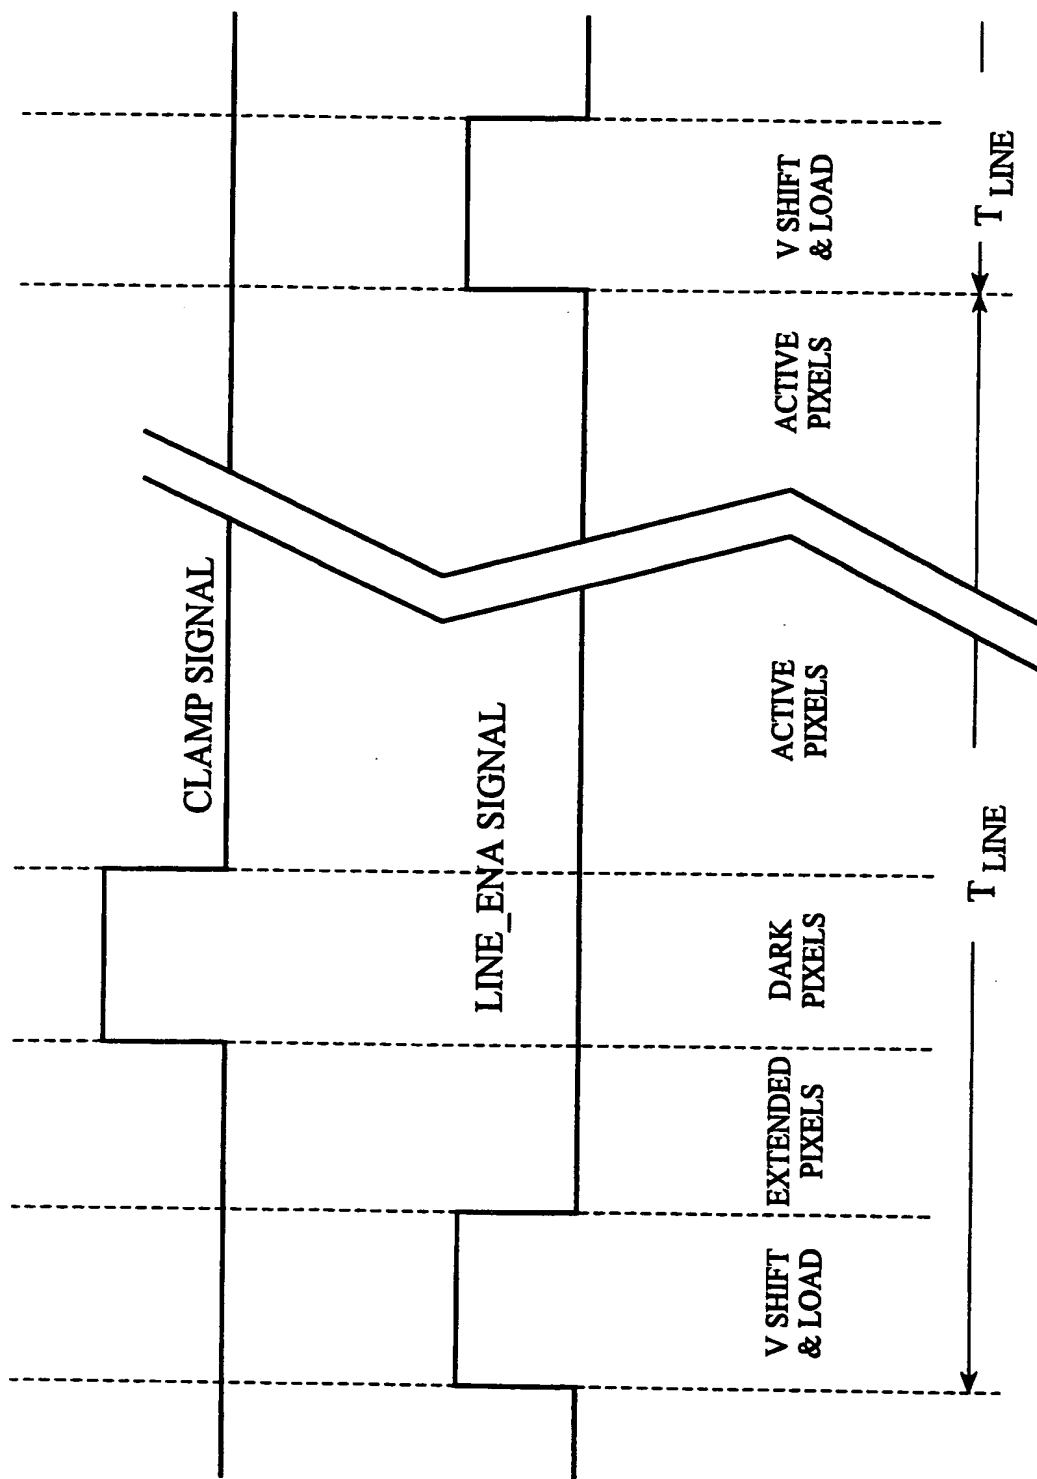 CLAMP SIGNAL
LINE_ENA SIGNAL
V SHIFT
& LOAD
EXTENDED
PIXELS
DARK
PIXELS
ACTIVE
PIXELS
ACTIVE
PIXELS
V SHIFT
& LOAD
T LINE
T LINE